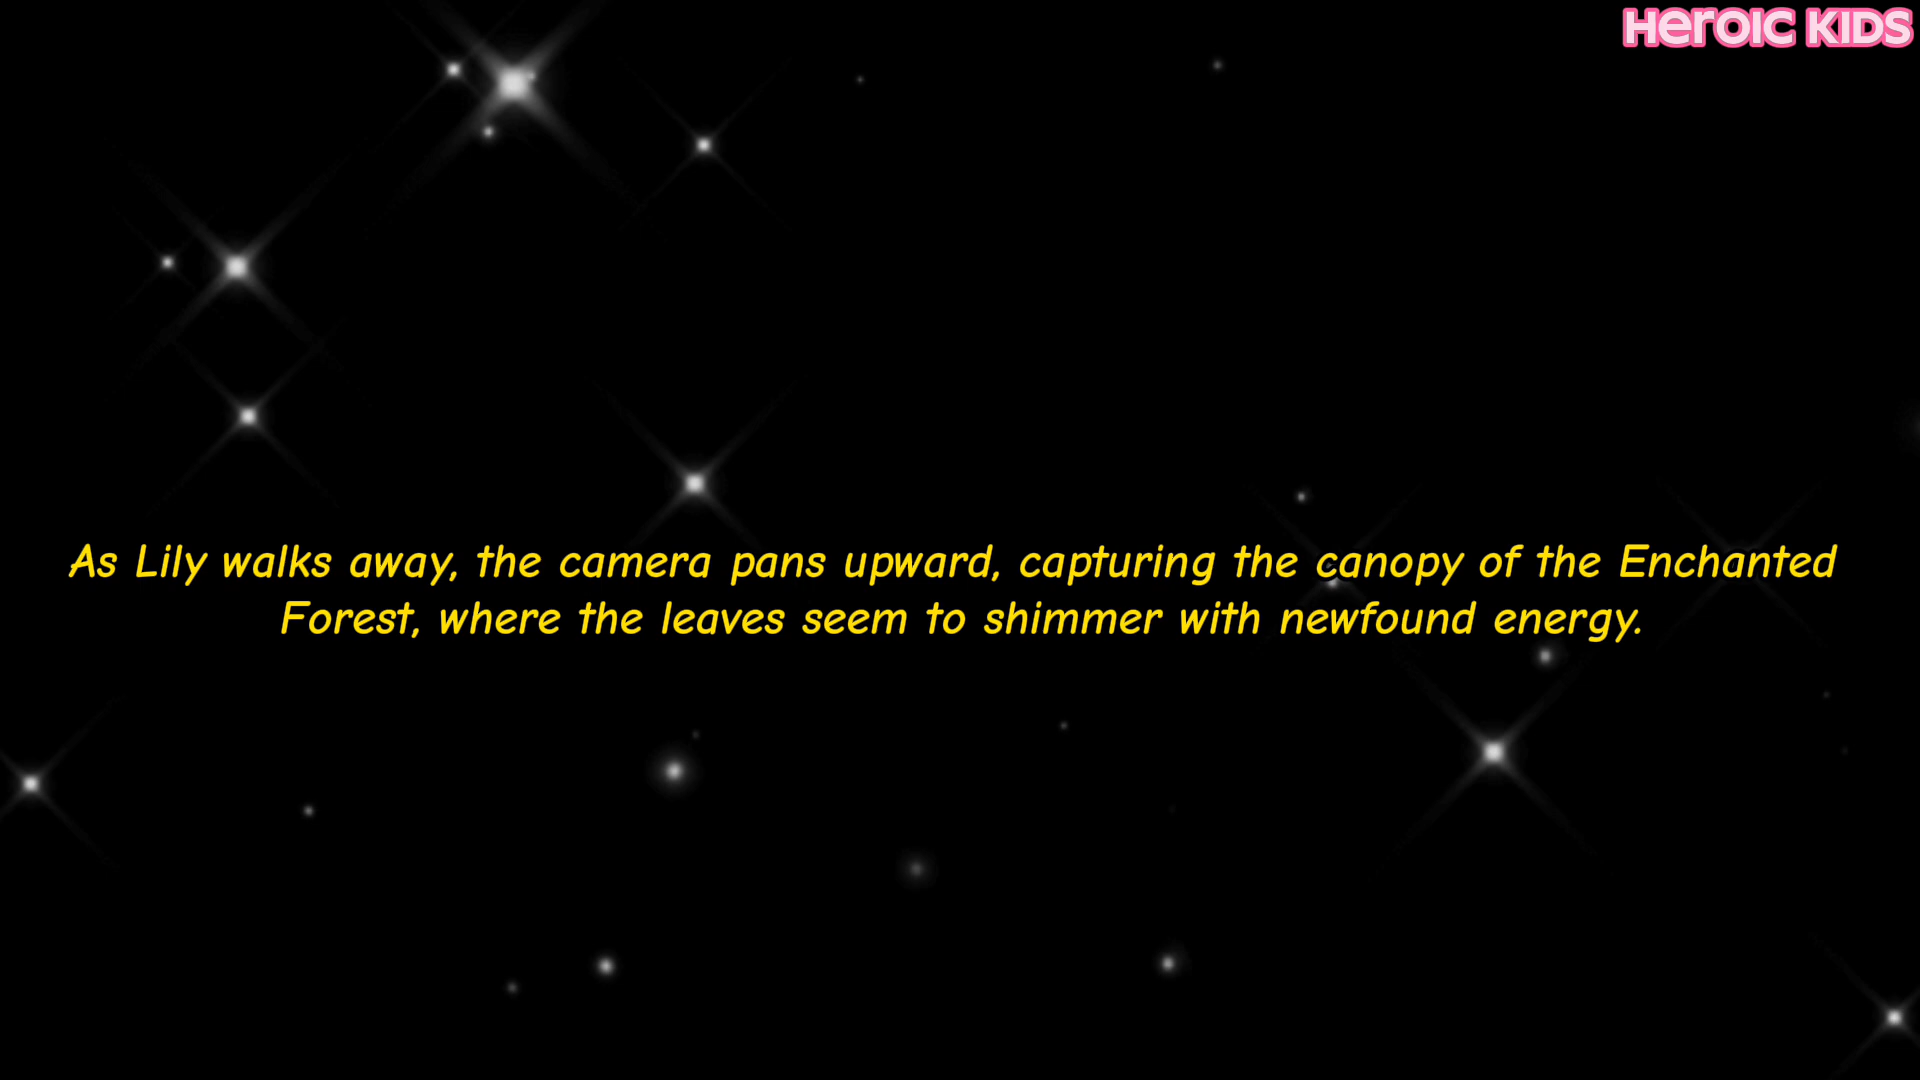 HEROIC KIDS
As Lily walks away, the camera pans upward, capturing the canopy of the Enchanted
Forest, where the leaves seem to shimmer with newfound energy.